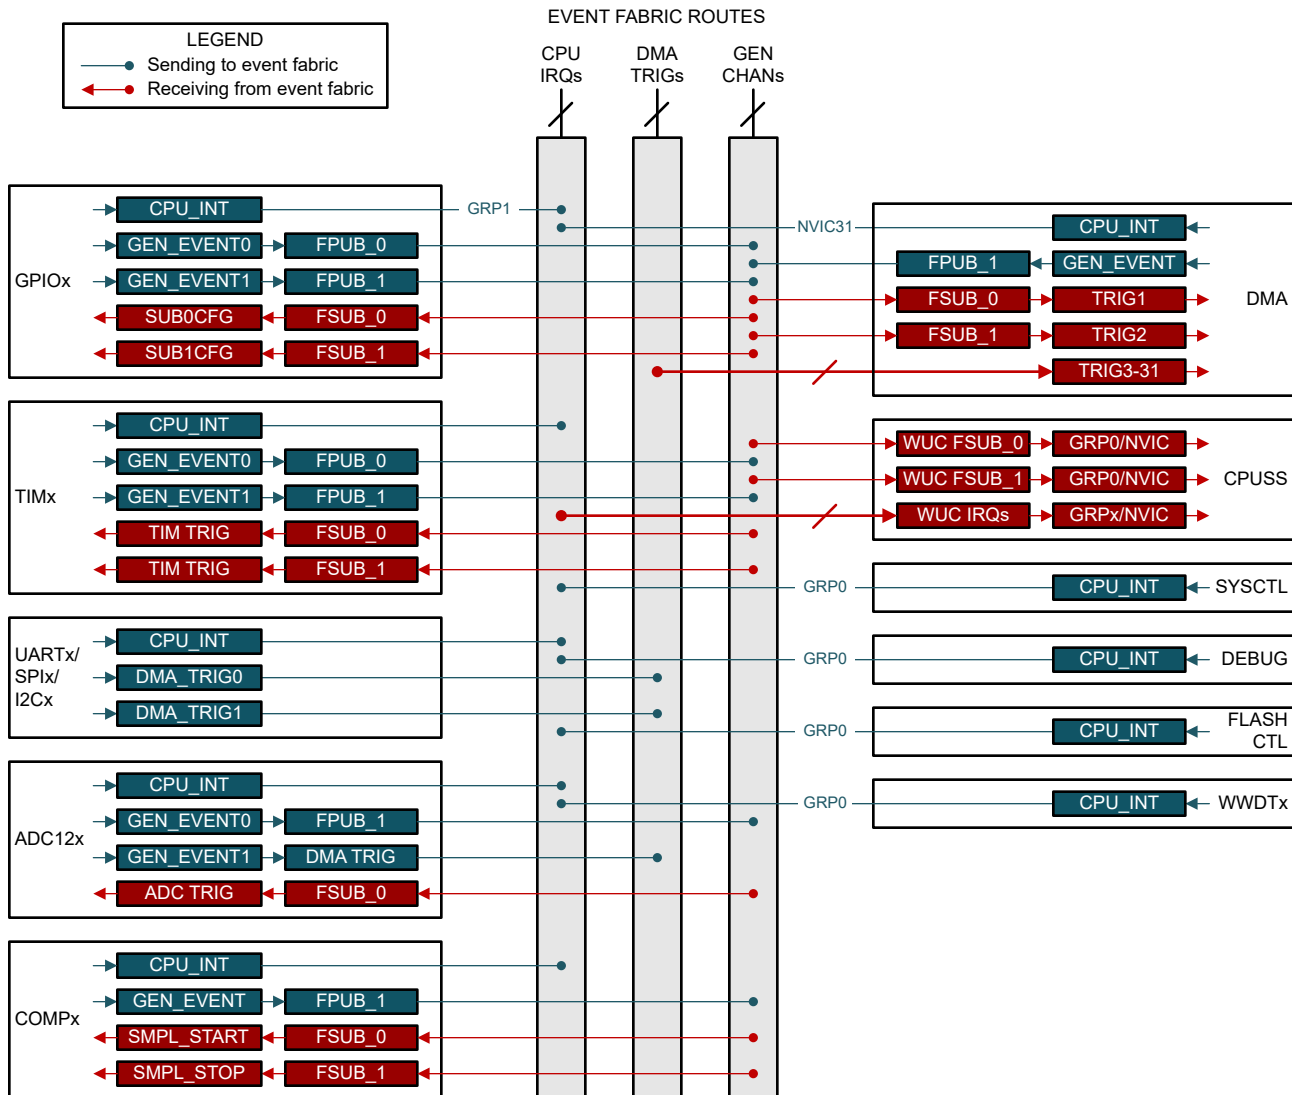 EVENT FABRIC ROUTES
LEGEND
Sending to event fabric
Receiving from event fabric
CPU
IRQs
DMA
TRIGs
GEN
CHANs
GPIOx
CPU_INT
GRP1
GEN_EVENT0
FPUB_0
GEN_EVENT1
FPUB_1
SUB0CFG
FSUB_0
SUB1CFG
FSUB_1
TIMx
CPU_INT
GEN_EVENT0
FPUB_0
GEN_EVENT1
FPUB_1
TIM TRIG
FSUB_0
TIM TRIG
FSUB_1
UARTx/
SPIx/
I2Cx
CPU_INT
DMA_TRIG0
DMA_TRIG1
ADC12x
CPU_INT
GEN_EVENT0
FPUB_1
GEN_EVENT1
DMA TRIG
ADC TRIG
FSUB_0
COMPx
CPU_INT
GEN_EVENT
FPUB_1
SMPL_START
FSUB_0
SMPL_STOP
FSUB_1
NVIC31
CPU_INT
FPUB_1
GEN_EVENT
FSUB_0
TRIG1
DMA
FSUB_1
TRIG2
TRIG3-31
WUC FSUB_0
GRP0/NVIC
WUC FSUB_1
GRP0/NVIC
CPUSS
WUC IRQs
GRPx/NVIC
GRP0
CPU_INT
SYSCTL
GRP0
CPU_INT
DEBUG
GRP0
CPU_INT
FLASH
CTL
GRP0
CPU_INT
WWDTx